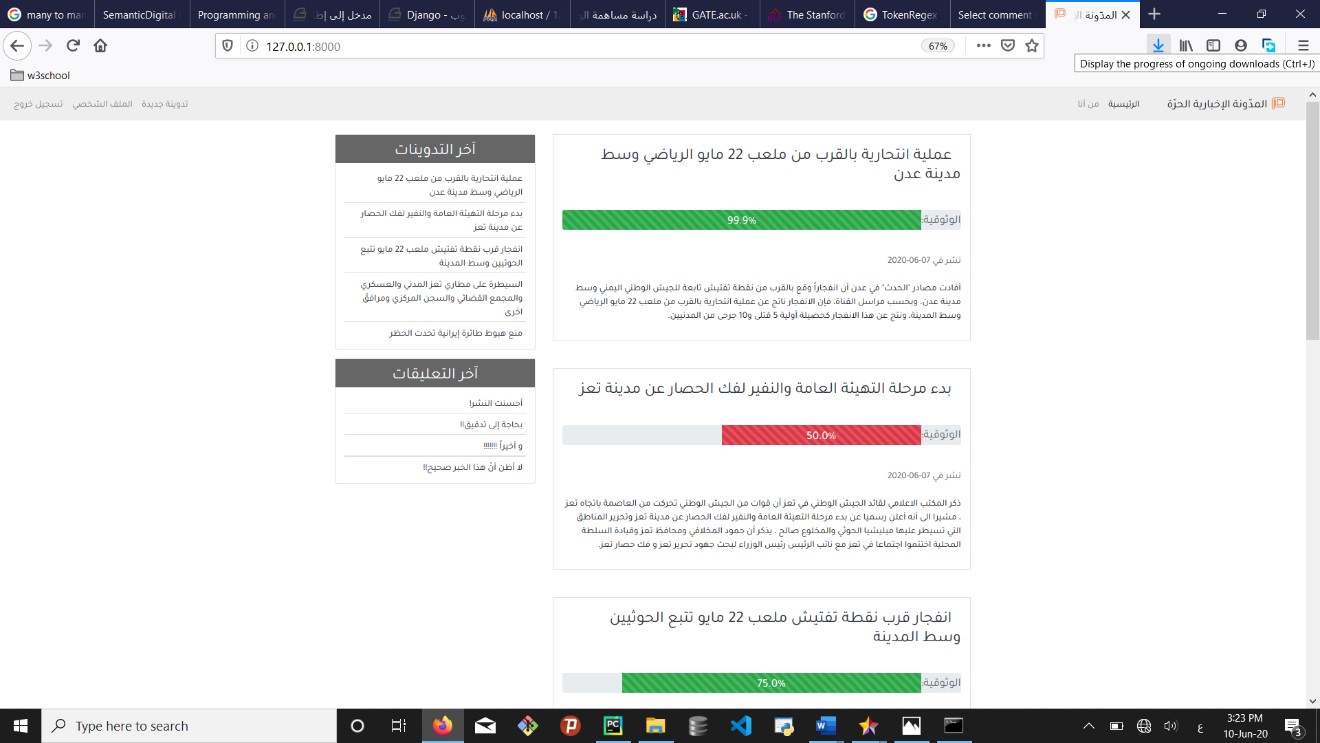 many to mar
SemanticDigital
Programming an
مدخل إلى إط
Django - وب
localhost / 1
دراسة مساهمة ال
GATE.ac.uk -
The Stanford
TokenRegex
Select comment
المدّونة الإ
127.0.0.1:8000
67%
Display the progress of ongoing downloads (Ctrl+J)
w3school
المدّونة الإخبارية الحرّة
الرئيسية
من أنا
تدوينة جديدة
الملف الشخصي
تسجيل خروج
عملية انتحارية بالقرب من ملعب 22 مايو الرياضي وسط
مدينة عدن
الوثوقية:
99.9%
نشر في 2020-06-07
أفادت مصادر "الحدث" في عدن أن انفجاراً وقع بالقرب من نقطة تفتيش تابعة للجيش الوطني اليمني وسط
مدينة عدن. وبحسب مراسل القناة، فإن الانفجار ناتج عن عملية انتحارية بالقرب من ملعب 22 مايو الرياضي
وسط المدينة. ونتج عن هذا الانفجار كحصيلة أولية 5 قتلى و10 جرحى من المدنيين.
بدء مرحلة التهيئة العامة والنفير لفك الحصار عن مدينة تعز
الوثوقية:
50.0%
نشر في 2020-06-07
ذكر المكتب الاعلامي لقائد الجيش الوطني في تعز أن قوات من الجيش الوطني تحركت من العاصمة باتجاه تعز
، مشيرا الى أنه أعلن رسميا عن بدء مرحلة التهيئة العامة والنفير لفك الحصار عن مدينة تعز وتحرير المناطق
التي تسيطر عليها ميليشيا الحوثي والمخلوع صالح . يذكر أن حمود المخلافي ومحافظ تعز وقيادة السلطة
المحلية اختتموا اجتماعا في تعز مع نائب الرئيس رئيس الوزراء لبحث جهود تحرير تعز و فك حصار تعز.
انفجار قرب نقطة تفتيش ملعب 22 مايو تتبع الحوثيين
وسط المدينة
الوثوقية:
75.0%
آخر التدوينات
عملية انتحارية بالقرب من ملعب 22 مايو
الرياضي وسط مدينة عدن
بدء مرحلة التهيئة العامة والنفير لفك الحصار
عن مدينة تعز
انفجار قرب نقطة تفتيش ملعب 22 مايو تتبع
الحوثيين وسط المدينة
السيطرة على مطاري تعز المدني والعسكري
والمجمع القضائي والسجن المركزي ومرافق
اخرى
منع هبوط طائرة إيرانية تحدت الحظر
آخر التعليقات
أحسنت النشر!
بحاجة إلى تدقيق!!
و أخيراً !!!!!!!
لا أظن أنّ هذا الخبر صحيح!!
Type here to search
ع
3:23 PM
10-Jun-20
3